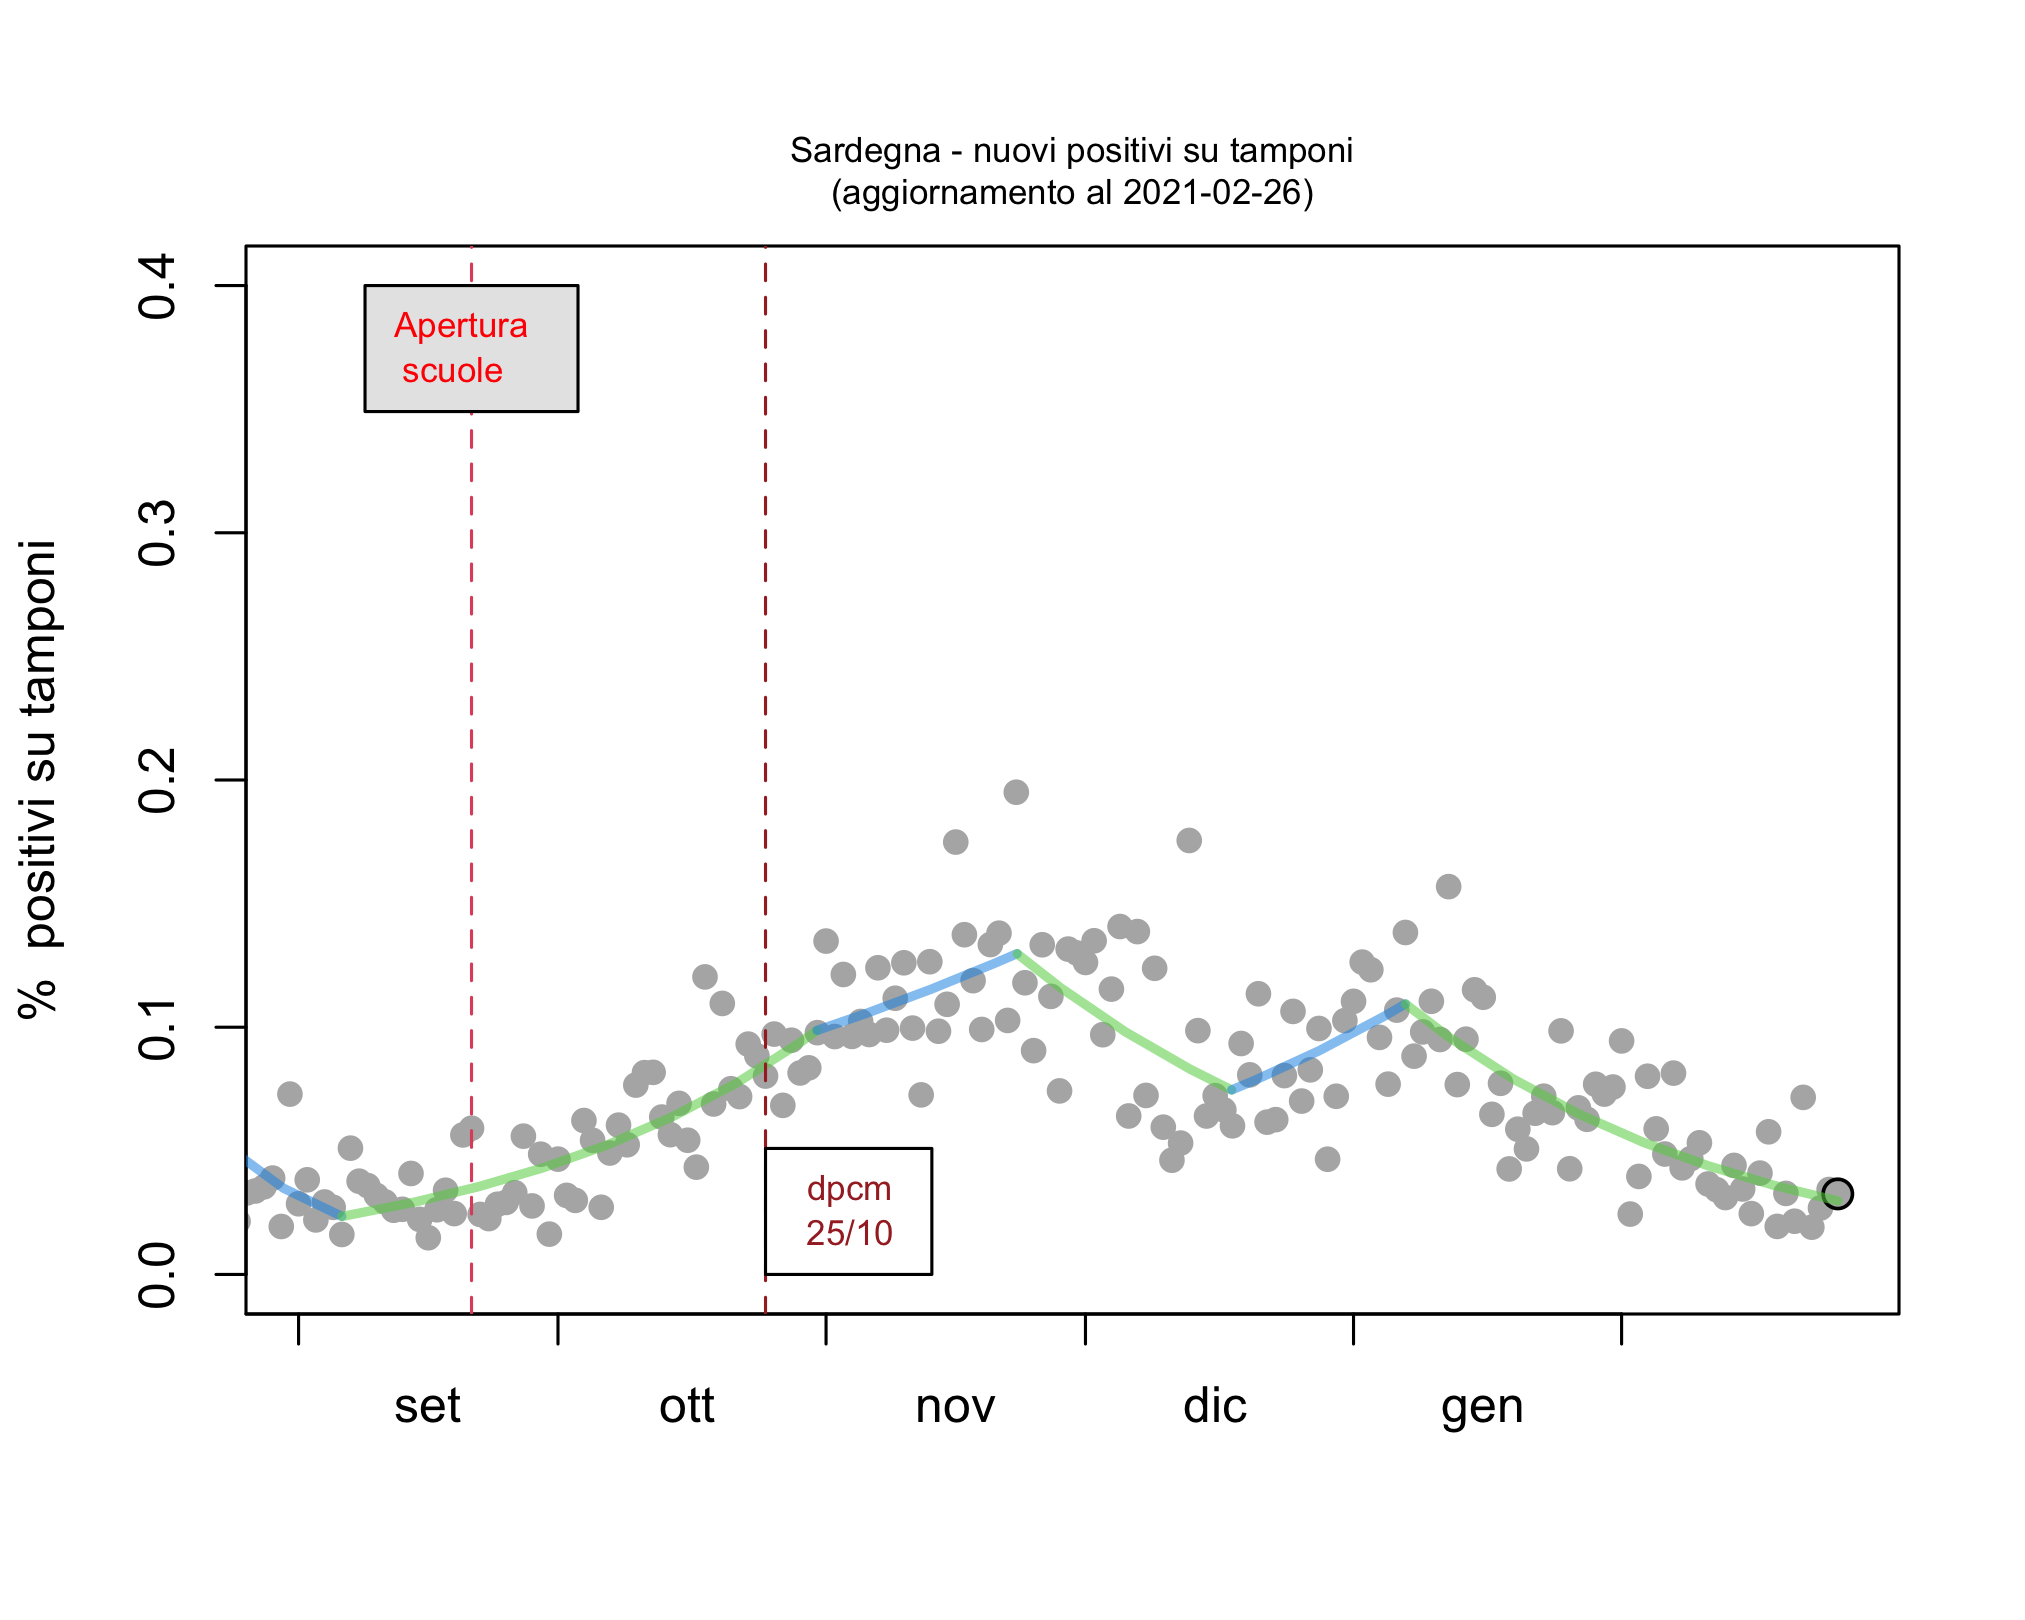 Sardegna - nuovi positivi su tamponi
(aggiornamento al 2021-02-26)
% positivi su tamponi
0.4
0.3
0.2
0.1
0.0
Apertura
scuole
dpcm
25/10
set ott nov dic gen